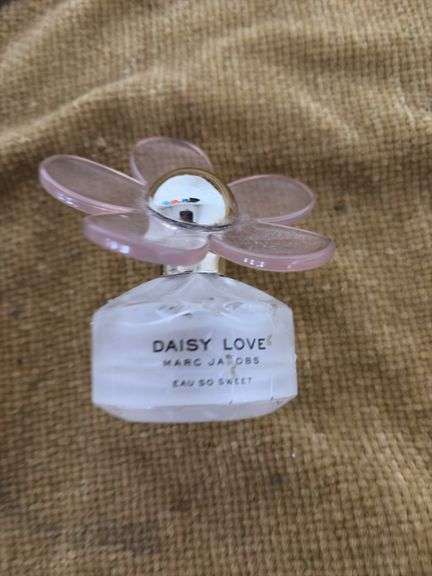 DAISY LOVE
MARC JACOBS
EAU SO SWEET